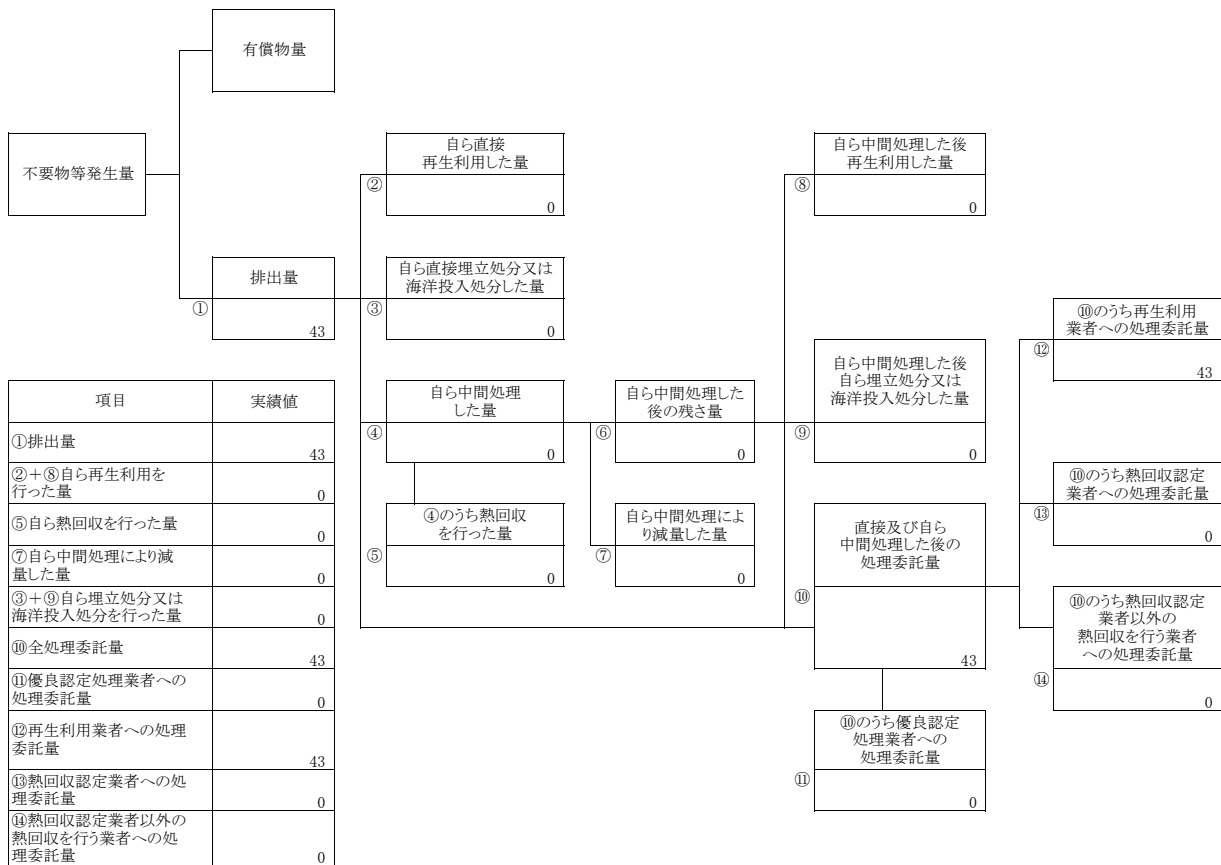 有償物量
不要物等発生量
自ら直接
再生利用した量
②
0
自ら中間処理した後
再生利用した量
⑧
0
排出量
①
43
自ら直接埋立処分又は
海洋投入処分した量
③
0
⑩のうち再生利用
業者への処理委託量
⑫
43
自ら中間処理
した量
④
0
自ら中間処理した
後の残さ量
⑥
0
自ら中間処理した後
自ら埋立処分又は
海洋投入処分した量
⑨
0
⑩のうち熱回収認定
業者への処理委託量
⑬
0
④のうち熱回収
を行った量
⑤
0
自ら中間処理によ
り減量した量
⑦
0
直接及び自ら
中間処理した後の
処理委託量
⑩
43
⑩のうち熱回収認定
業者以外の
熱回収を行う業者
への処理委託量
⑭
0
⑩のうち優良認定
処理業者への
処理委託量
⑪
0
項目 実績値
①排出量 43
②+⑧自ら再生利用を
行った量 0
⑤自ら熱回収を行った量 0
⑦自ら中間処理により減
量した量 0
③+⑨自ら埋立処分又は
海洋投入処分を行った量 0
⑩全処理委託量 43
⑪優良認定処理業者への
処理委託量 0
⑫再生利用業者への処理
委託量 43
⑬熱回収認定業者への処
理委託量 0
⑭熱回収認定業者以外の
熱回収を行う業者への処
理委託量 0